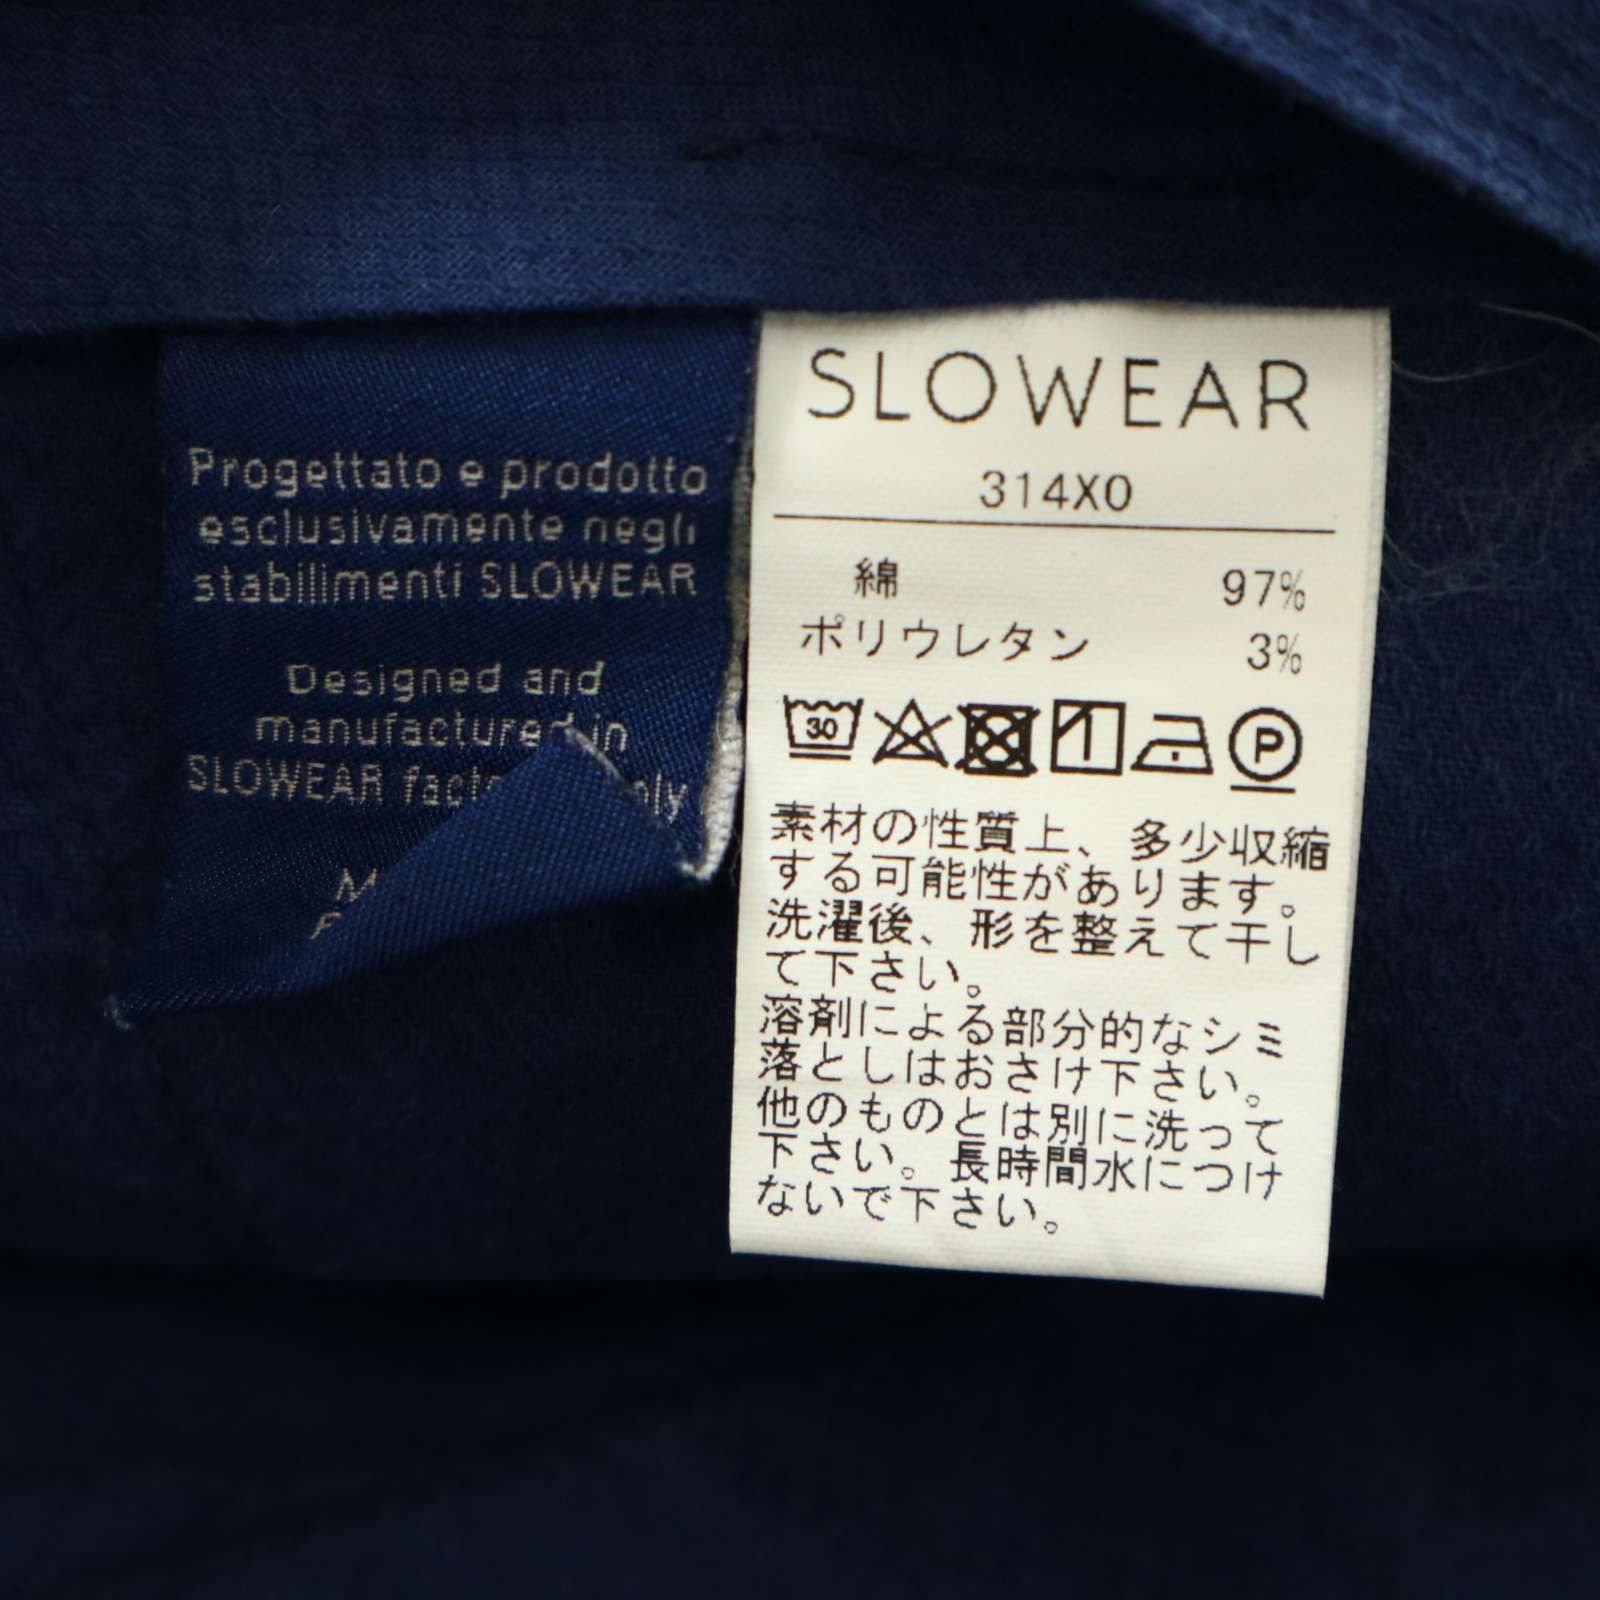 Progettato e prodotto
esclusivamente negli
stabilimenti SLOWEAR
Designed and
manufactured in
SLOWEAR
SLOWEAR
314X0
綿 97%
ポリウレタン 3%
30
P
素材の性質上、多少収縮
する可能性があります。
洗濯後、形を整えて干し
て下さい。
溶剤による部分的なシミ
落としはおさけ下さい。
他のものとは別に洗って
下さい。長時間水につけ
ないで下さい。